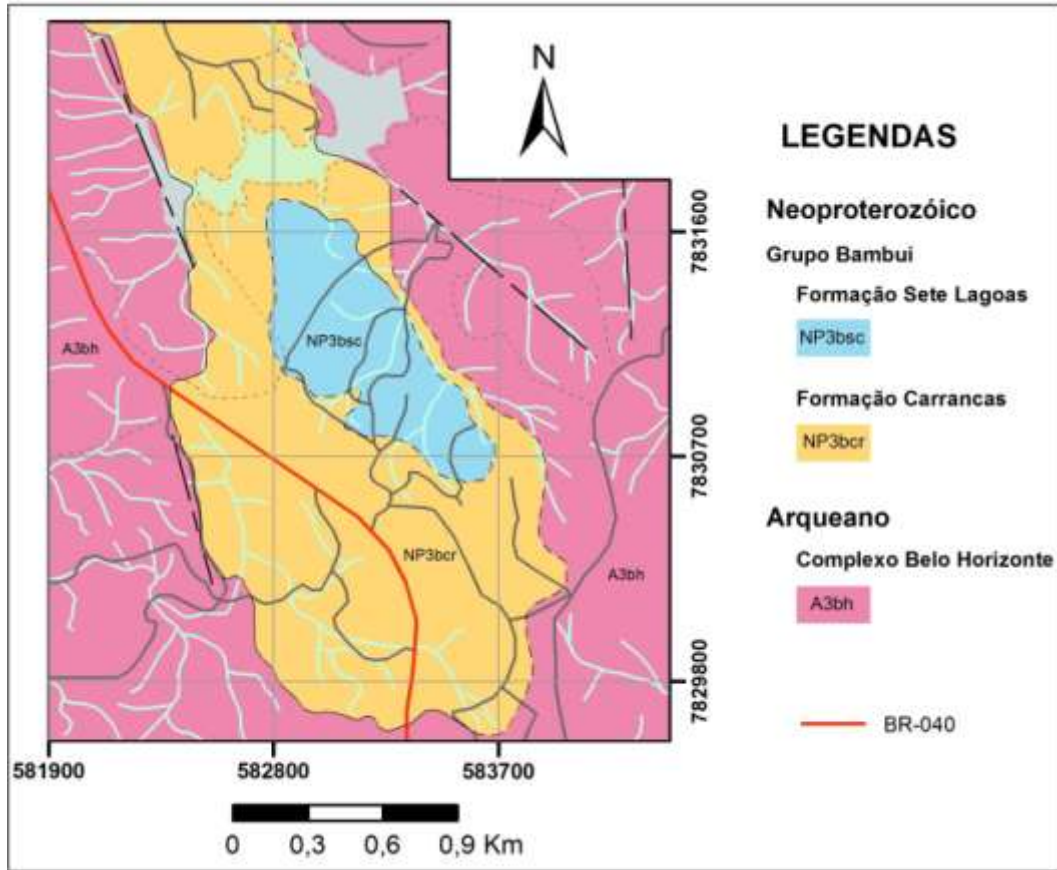 N
LEGENDAS
Neoproterozóico
Grupo Bambui
Formação Sete Lagoas
NP3bsc
Formação Carrancas
NP3bcr
Arqueano
Complexo Belo Horizonte
A3bh
BR-040
A3bh
NP3bsc
NP3bcr
A3bh
7831600
7830700
7829800
581900
582800
583700
0
0,3
0,6
0,9 Km